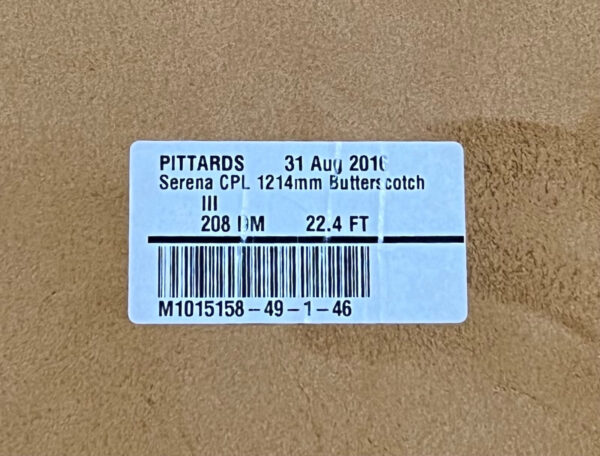 PITTARDS 31 Aug 2016
Serena CPL 1214mm Butterscotch
III
208 DM 22.4 FT
M1015158-49-1-46